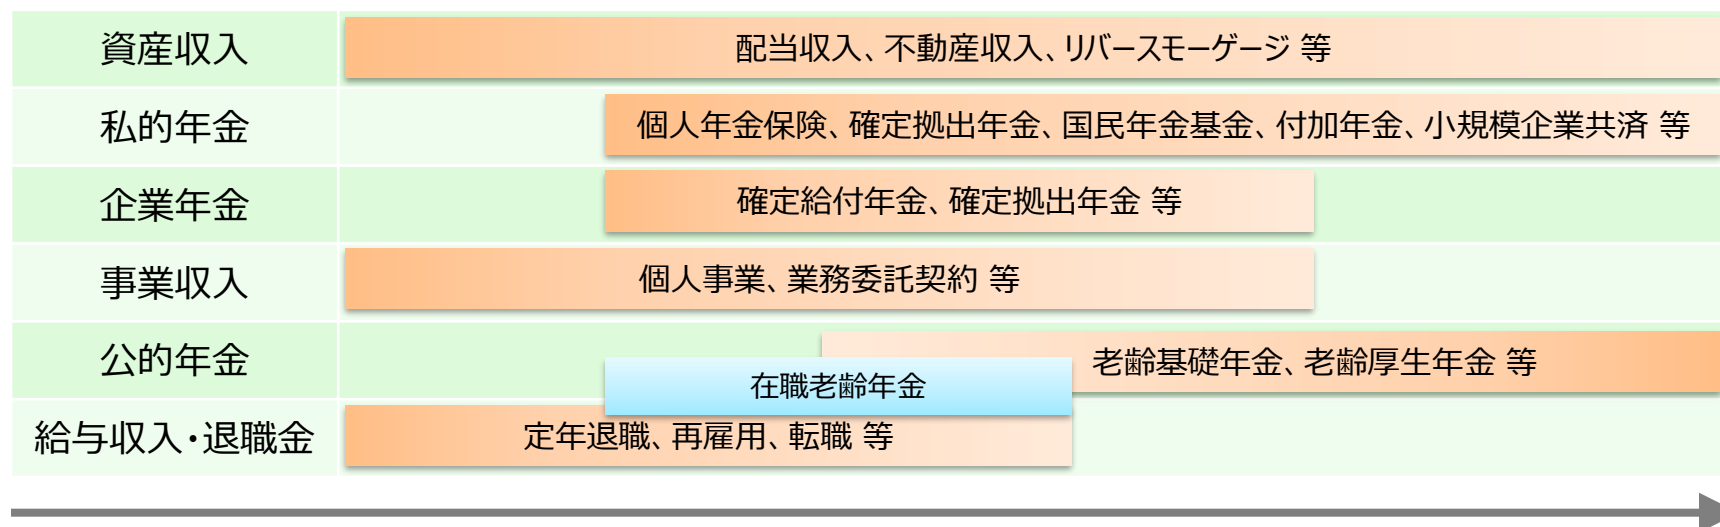 資産収入
配当収入、不動産収入、リバースモーゲージ 等
私的年金
個人年金保険、確定拠出年金、国民年金基金、付加年金、小規模企業共済 等
企業年金
確定給付年金、確定拠出年金 等
事業収入
個人事業、業務委託契約 等
公的年金
老齢基礎年金、老齢厚生年金 等
在職老齢年金
給与収入・退職金
定年退職、再雇用、転職 等